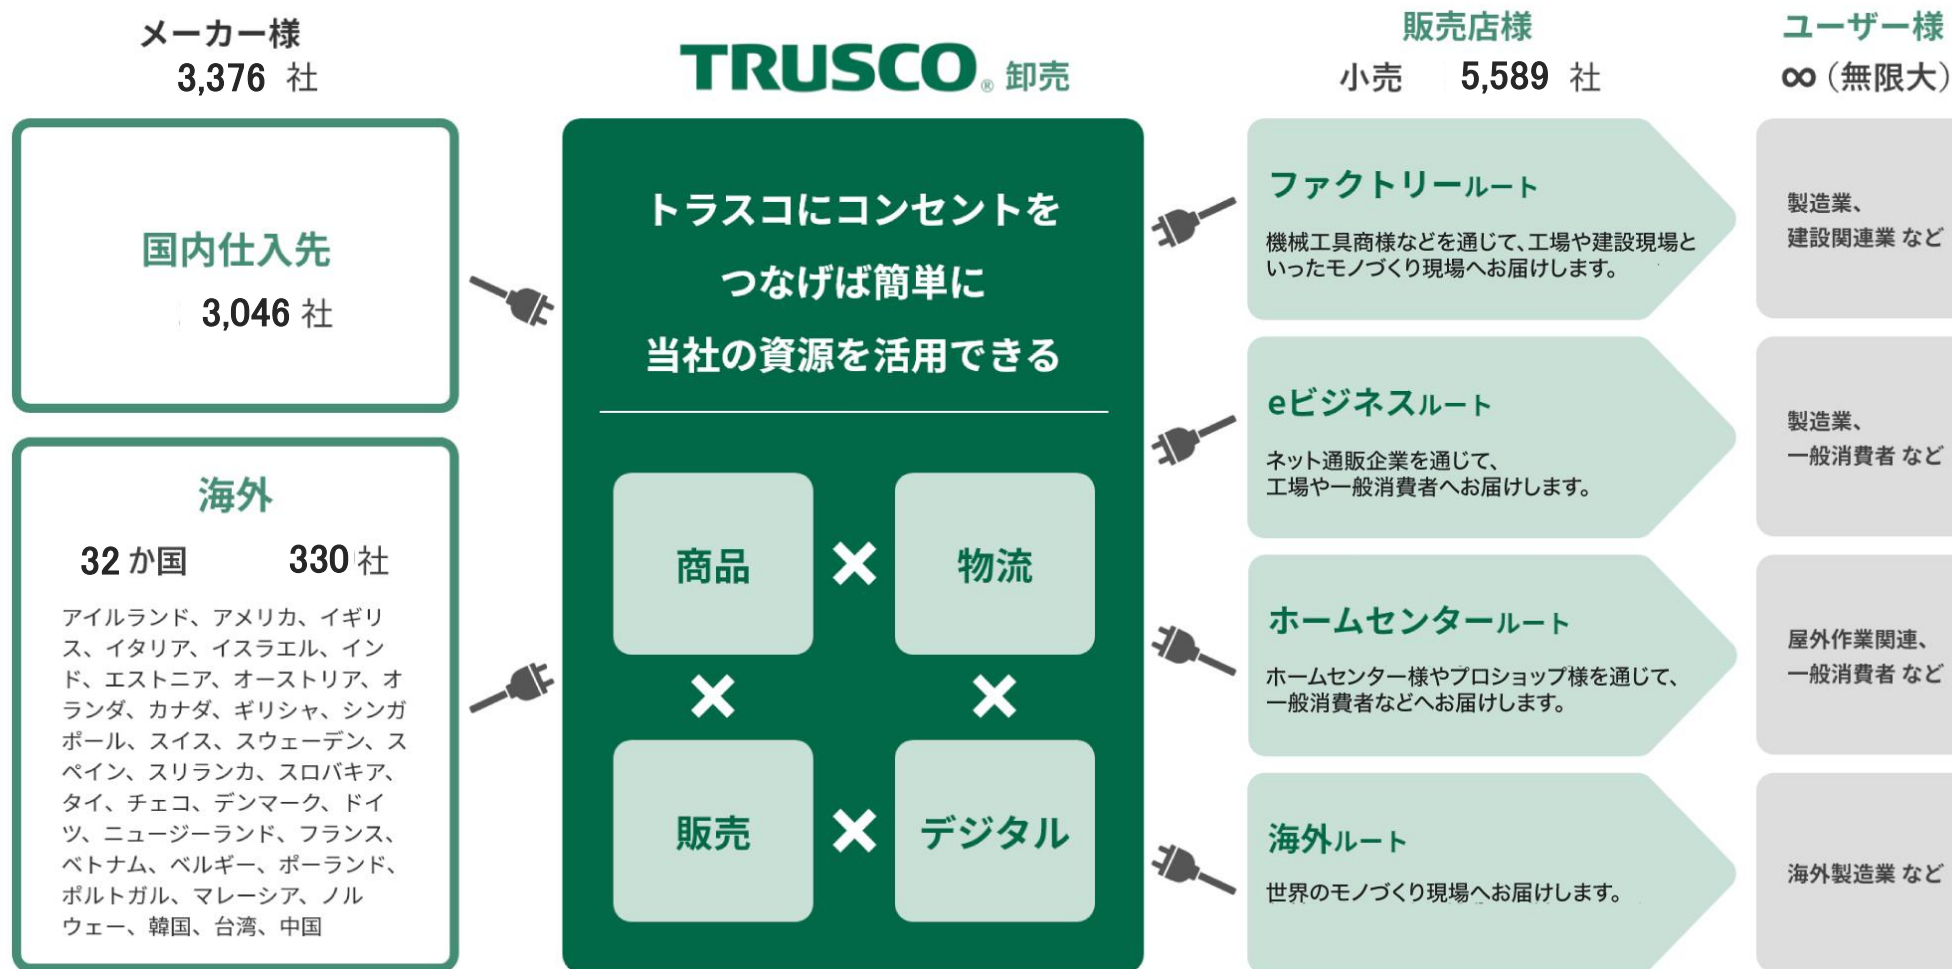 メーカー様
3,376 社
国内仕入先
3,046 社
海外
32 か国 330 社
アイルランド、アメリカ、イギリ
ス、イタリア、イスラエル、イン
ド、エストニア、オーストリア、オ
ランダ、カナダ、ギリシャ、シンガ
ポール、スイス、スウェーデン、ス
ペイン、スリランカ、スロバキア、
タイ、チェコ、デンマーク、ドイ
ツ、ニュージーランド、フランス、
ベトナム、ベルギー、ポーランド、
ポルトガル、マレーシア、ノル
ウェー、韓国、台湾、中国
TRUSCO® 卸売
トラスコにコンセントを
つなげば簡単に
当社の資源を活用できる
商品 × 物流
× ×
販売 × デジタル
販売店様
小売 5,589 社
ファクトリールート
機械工具商様などを通じて、工場や建設現場と
いったモノづくり現場へお届けします。
eビジネスルート
ネット通販企業を通じて、
工場や一般消費者へお届けします。
ホームセンタールート
ホームセンター様やプロショップ様を通じて、
一般消費者などへお届けします。
海外ルート
世界のモノづくり現場へお届けします。
ユーザー様
∞（無限大）
製造業、
建設関連業 など
製造業、
一般消費者 など
屋外作業関連、
一般消費者 など
海外製造業 など